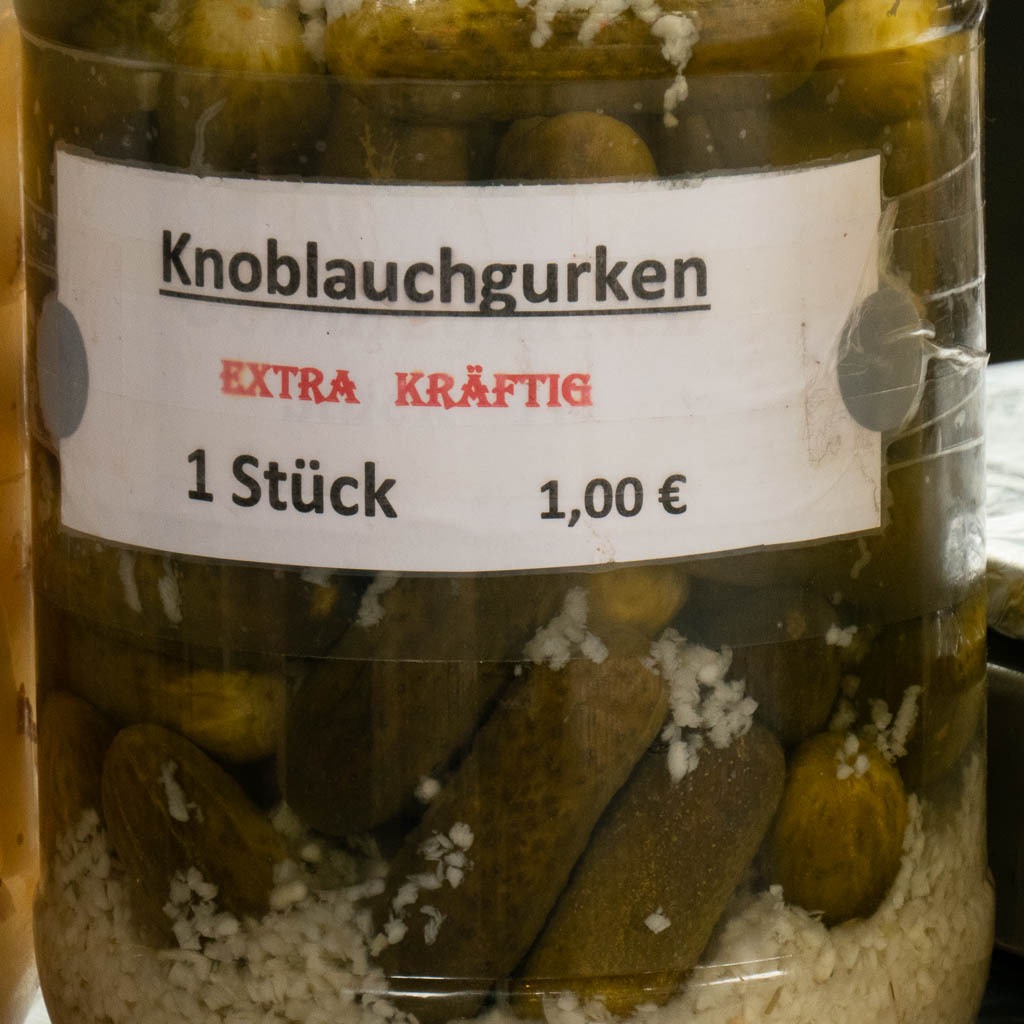 Knoblauchgurken
EXTRA KRÄFTIG
1 Stück 1,00 €